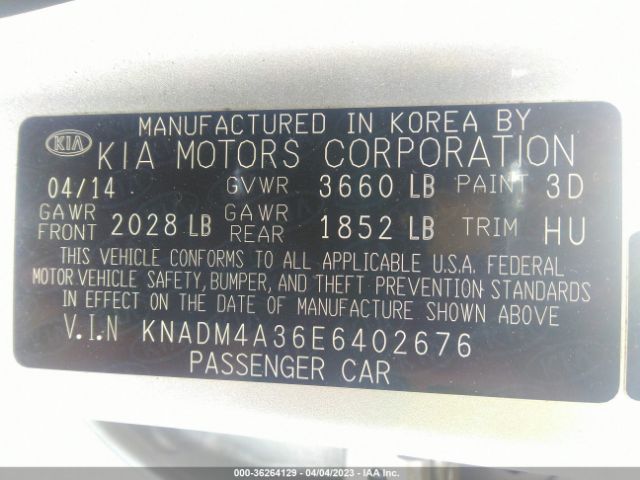 MANUFACTURED IN KOREA BY
KIA KIA MOTORS CORPORATION
04/14 GVWR 3660 LB PAINT 3D
GAWR FRONT 2028 LB GAWR REAR 1852 LB TRIM HU
THIS VEHICLE CONFORMS TO ALL APPLICABLE U.S.A. FEDERAL
MOTOR VEHICLE SAFETY, BUMPER, AND THEFT PREVENTION STANDARDS
IN EFFECT ON THE DATE OF MANUFACTURE SHOWN ABOVE
V.I.N KNADM4A36E6402676
PASSENGER CAR
000-36264129 - 04/04/2023 - IAAI.com